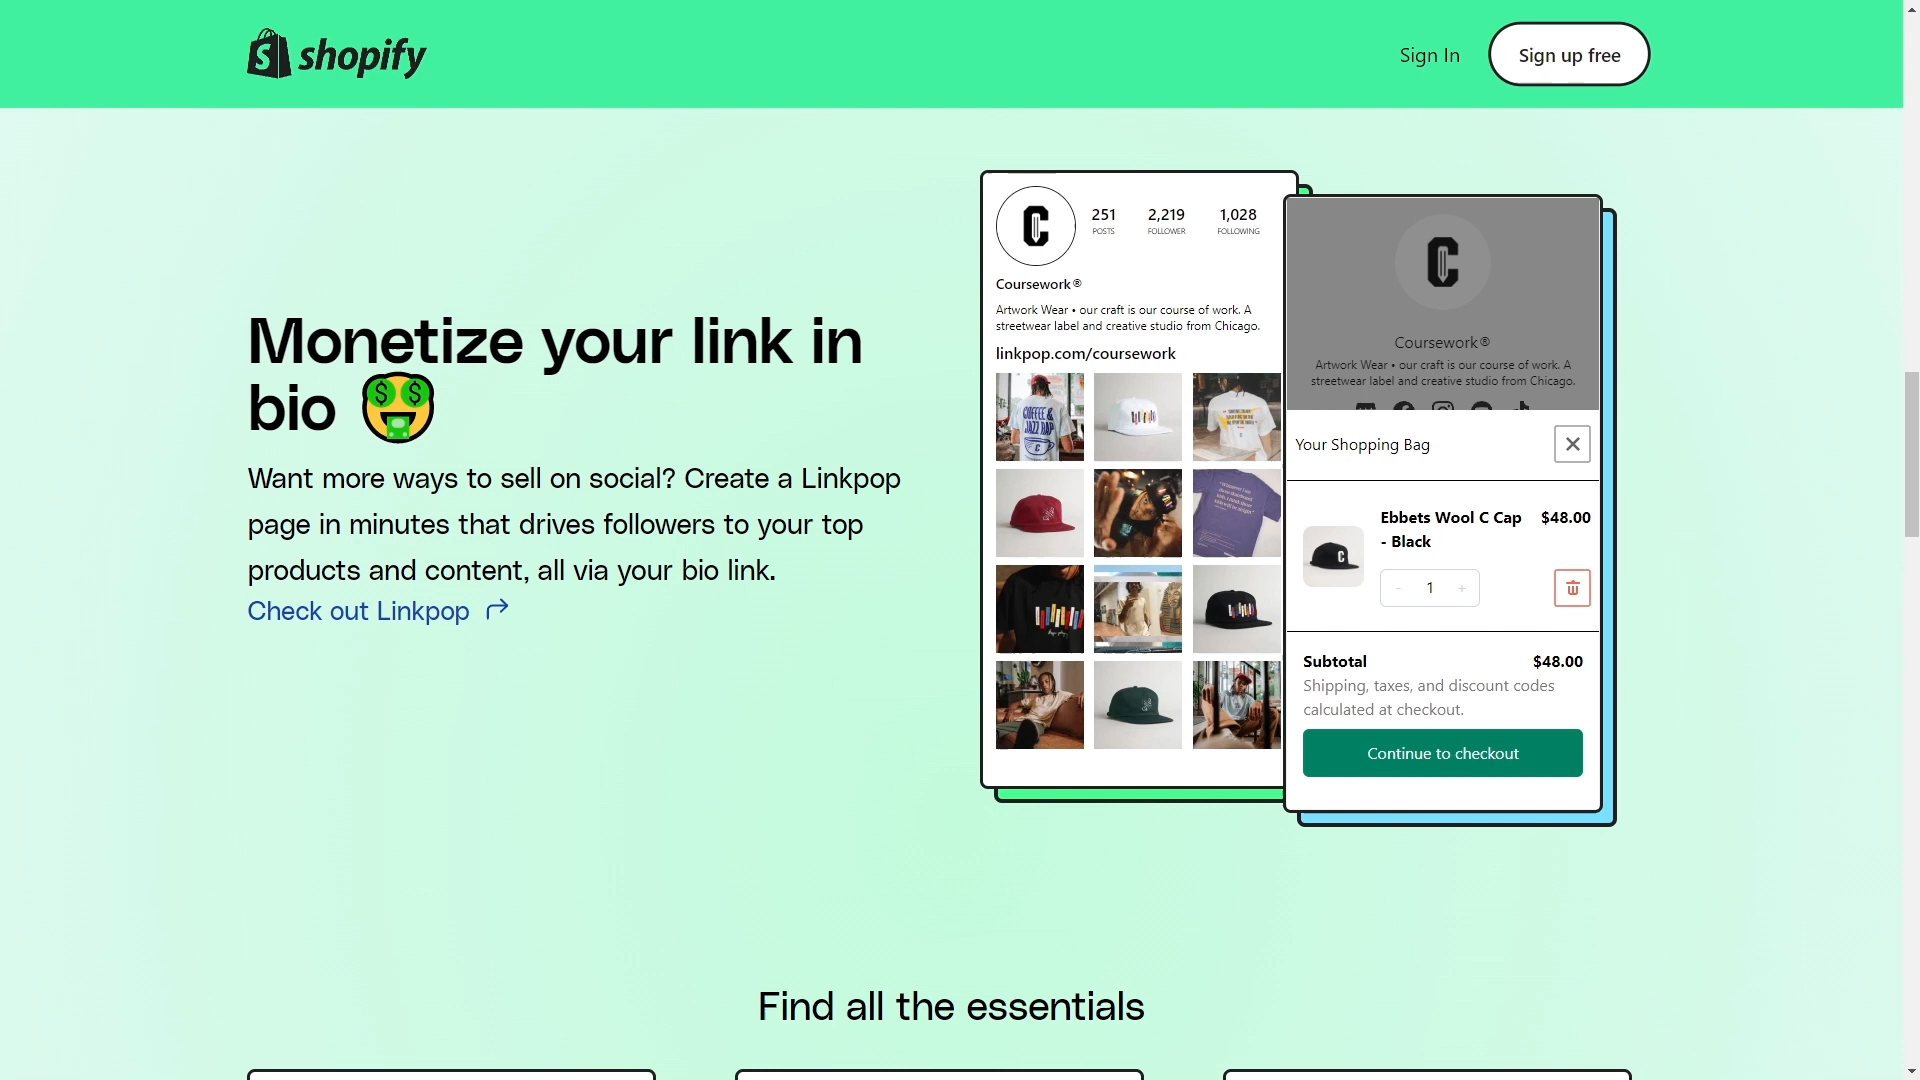 shopify
Sign In
Sign up free
Monetize your link in
bio
Want more ways to sell on social? Create a Linkpop
page in minutes that drives followers to your top
products and content, all via your bio link.
Check out Linkpop
251
POSTS
2,219
FOLLOWER
1,028
FOLLOWING
Coursework®
Artwork Wear • our craft is our course of work. A
streetwear label and creative studio from Chicago.
linkpop.com/coursework
COFFEE &
JAZZ RAP
Coursework®
Artwork Wear • our craft is our course of work. A
streetwear label and creative studio from Chicago.
Your Shopping Bag
Ebbets Wool C Cap
- Black
$48.00
- 1 +
Subtotal
$48.00
Shipping, taxes, and discount codes
calculated at checkout.
Continue to checkout
Find all the essentials